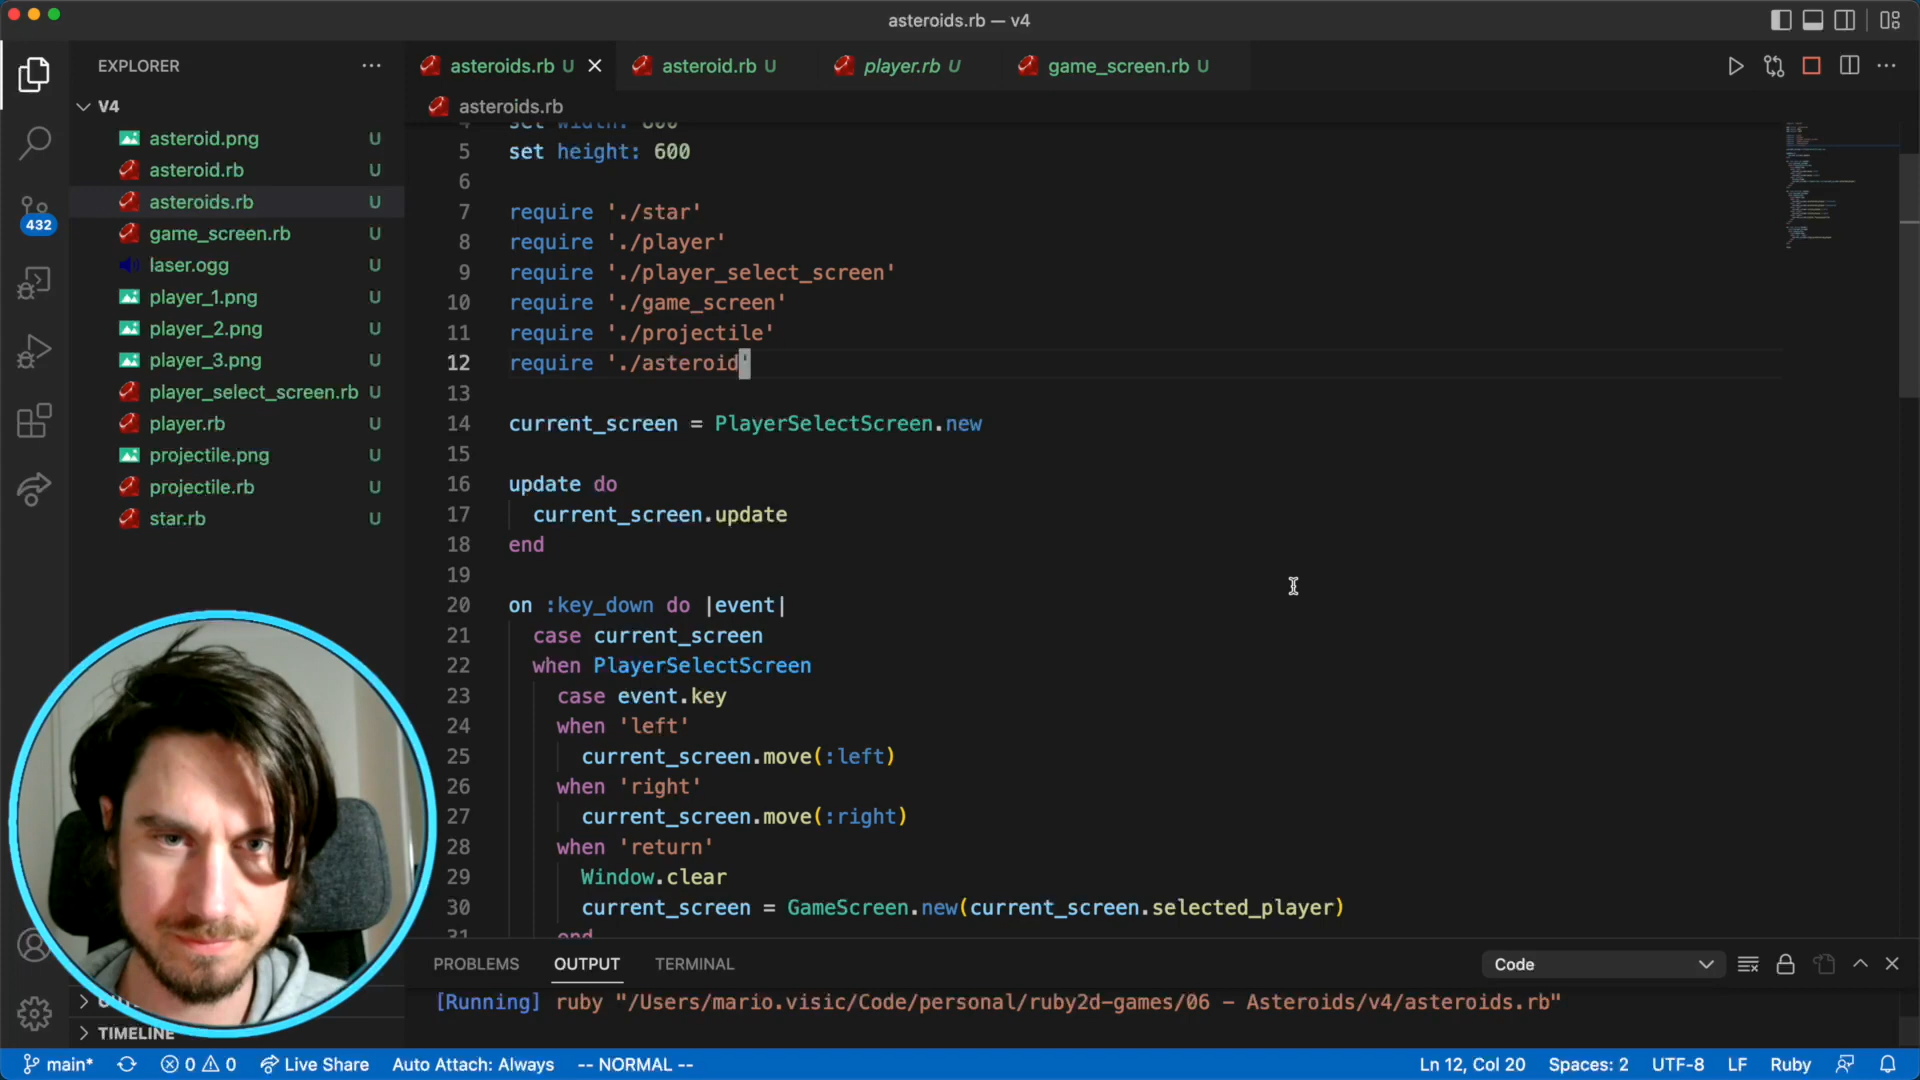 asteroids.rb — v4
EXPLORER
asteroids.rb U
asteroid.rb U
player.rb U
game_screen.rb U
V4
asteroids.rb
asteroid.png U
asteroid.rb U
asteroids.rb U
game_screen.rb U
laser.ogg U
player_1.png U
player_2.png U
player_3.png U
player_select_screen.rb U
player.rb U
projectile.png U
projectile.rb U
star.rb U
432
4 set width: 800
5 set height: 600
6
7 require './star'
8 require './player'
9 require './player_select_screen'
10 require './game_screen'
11 require './projectile'
12 require './asteroid'
13
14 current_screen = PlayerSelectScreen.new
15
16 update do
17 current_screen.update
18 end
19
20 on :key_down do |event|
21 case current_screen
22 when PlayerSelectScreen
23 case event.key
24 when 'left'
25 current_screen.move(:left)
26 when 'right'
27 current_screen.move(:right)
28 when 'return'
29 Window.clear
30 current_screen = GameScreen.new(current_screen.selected_player)
31 end
TIMELINE
PROBLEMS OUTPUT TERMINAL
Code
[Running] ruby "/Users/mario.visic/Code/personal/ruby2d-games/06 - Asteroids/v4/asteroids.rb"
main* 0 0 Live Share Auto Attach: Always -- NORMAL -- Ln 12, Col 20 Spaces: 2 UTF-8 LF Ruby